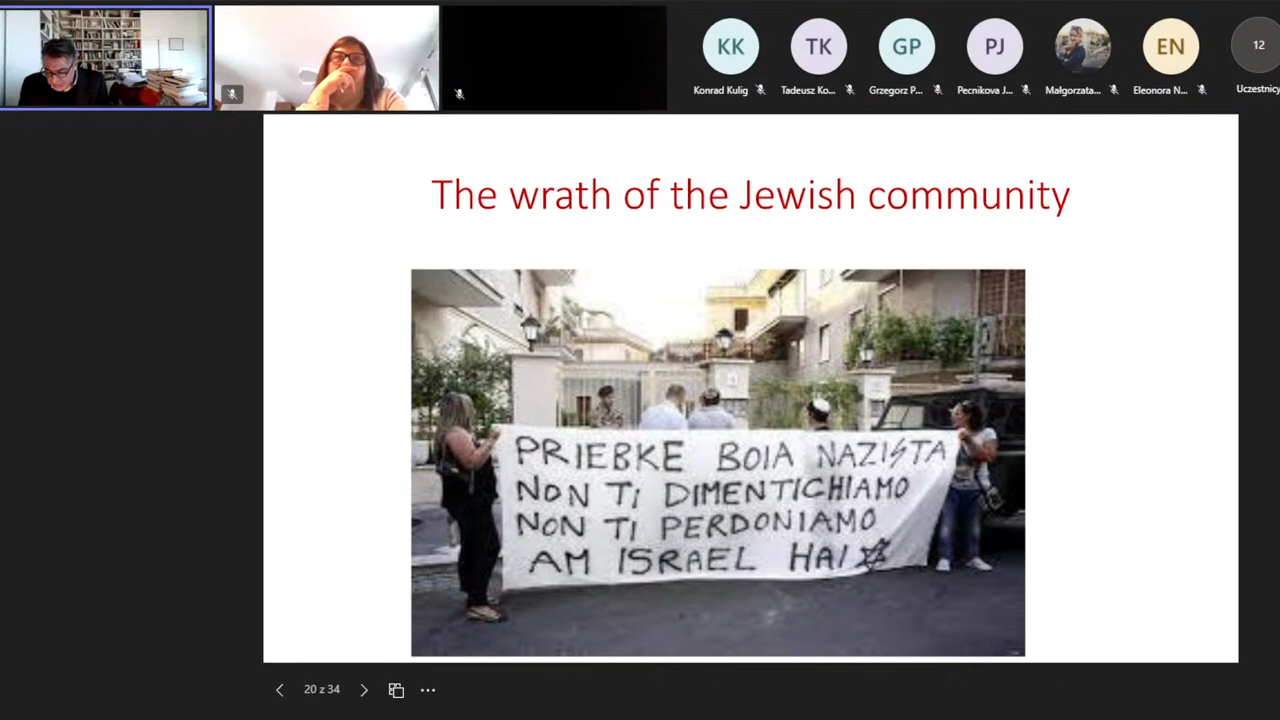 KK
TK
GP
PJ
EN
12
Konrad Kulig
Tadeusz Ko...
Grzegorz P...
Pecnikova J...
Małgorzata...
Eleonora N...
Uczestnicy
The wrath of the Jewish community
PRIEBKE BOIA NAZISTA
NON TI DIMENTICHIAMO
NON TI PERDONIAMO
AM ISRAEL HAI
20 z 34